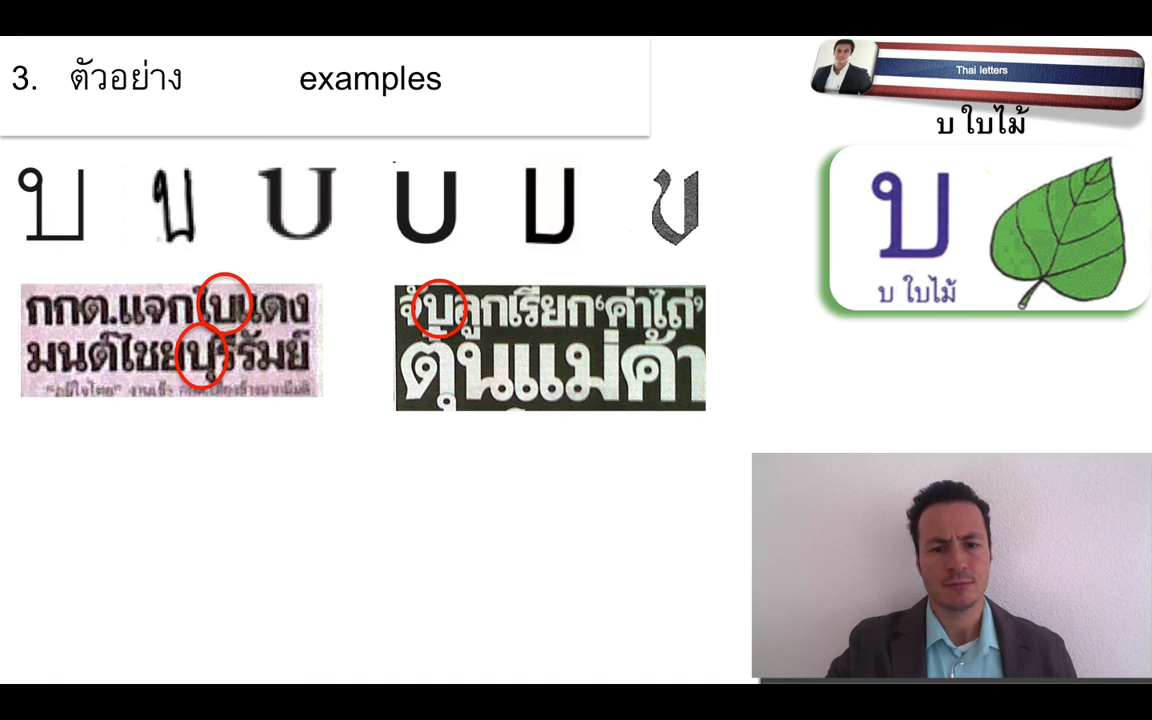 3. ตัวอย่าง examples
Thai letters
บ ใบไม้
บ บ บ บ บ บ
บ
บ ใบไม้
กกต.แจกใบแดง
มนต์ไชยบุรีรัมย์
จับลูกเรียก‘ค่าไถ่’
ตุ๋นแม่ค้า